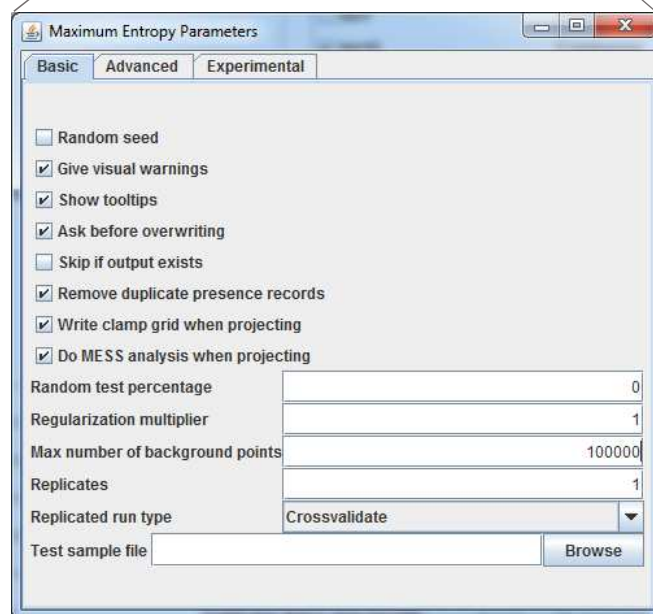 Maximum Entropy Parameters
Basic Advanced Experimental
Random seed
Give visual warnings
Show tooltips
Ask before overwriting
Skip if output exists
Remove duplicate presence records
Write clamp grid when projecting
Do MESS analysis when projecting
Random test percentage 0
Regularization multiplier 1
Max number of background points 100000
Replicates 1
Replicated run type Crossvalidate
Test sample file Browse